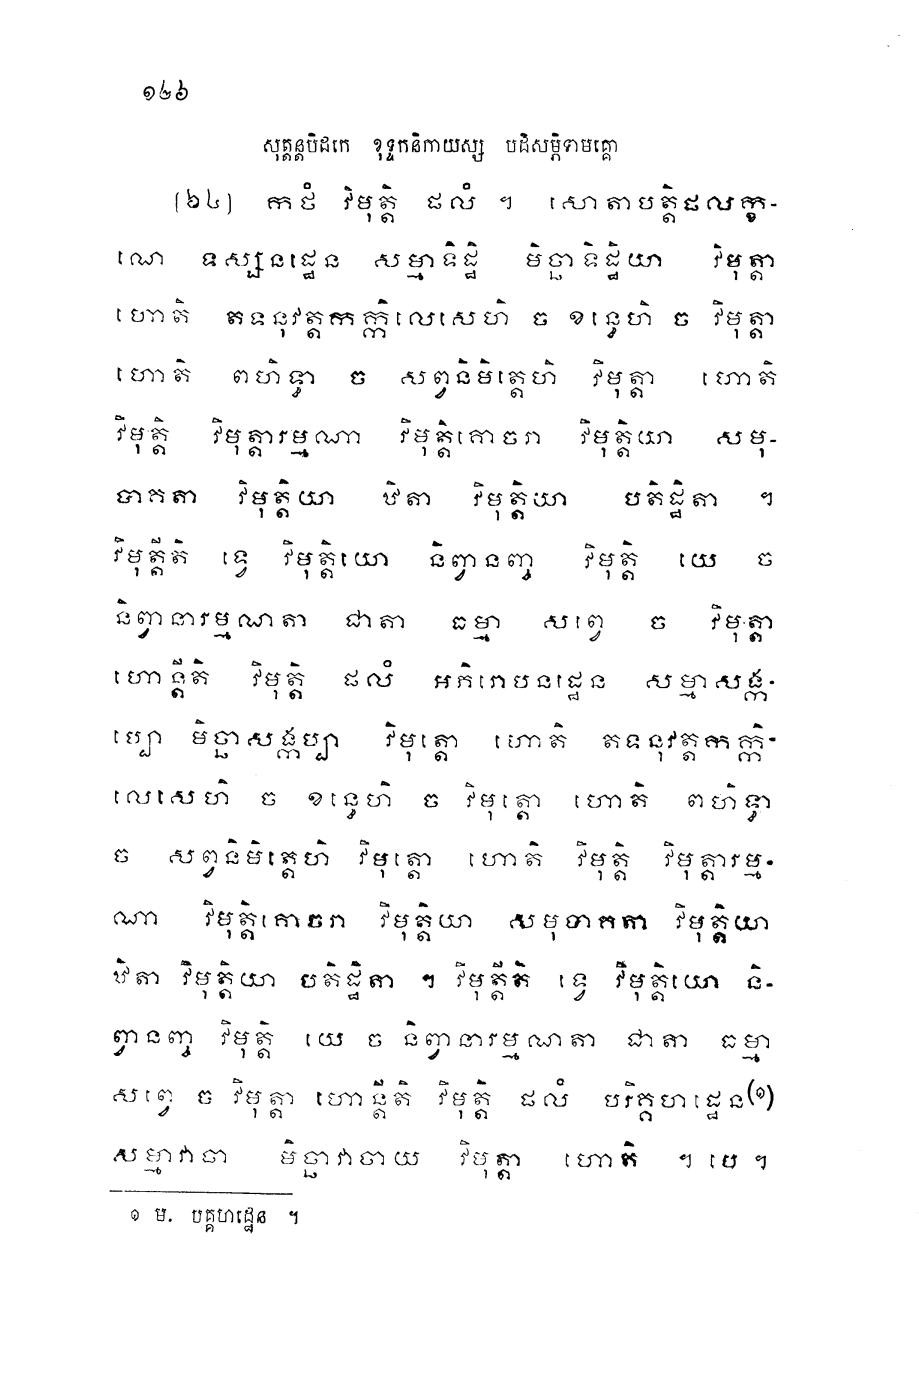 ១៤៦
សុត្តន្តបិដកេ ខុទ្ទកនិកាយស្ស បដិសម្ភិទាមគ្គោ
(៦៤) កថំ វិមុត្តិ ផលំ ។ សោតាបត្តិផលក្ខ-
ណេ ទស្សនដ្ឋេន សម្មាទិដ្ឋិ មិច្ឆាទិដ្ឋិយា វិមុត្តា
ហោតិ តទនុវត្តកក្កិលេសេហិ ច ខន្ធេហិ ច វិមុត្តា
ហោតិ ពហិទ្ធា ច សព្វនិមិត្តេហិ វិមុត្តា ហោតិ
វិមុត្តិ វិមុត្តារម្មណា វិមុត្តិគោចរា វិមុត្តិយា សមុ-
ទាគតា វិមុត្តិយា ឋិតា វិមុត្តិយា បតិដ្ឋិតា ។
វិមុត្តីតិ ទ្វេ វិមុត្តិយោ និព្វានញ្ច វិមុត្តិ យេ ច
និព្វានារម្មណតា ជាតា ធម្មា សព្វេ ច វិមុត្តា
ហោន្តីតិ វិមុត្តិ ផលំ អភិរោបនដ្ឋេន សម្មាសង្ក-
ប្បោ មិច្ឆាសង្កប្បា វិមុត្តោ ហោតិ តទនុវត្តកក្កិ-
លេសេហិ ច ខន្ធេហិ ច វិមុត្តោ ហោតិ ពហិទ្ធា
ច សព្វនិមិត្តេហិ វិមុត្តោ ហោតិ វិមុត្តិ វិមុត្តារម្ម-
ណា វិមុត្តិគោចរា វិមុត្តិយា សមុទាគតា វិមុត្តិយា
ឋិតា វិមុត្តិយា បតិដ្ឋិតា ។ វិមុត្តីតិ ទ្វេ វិមុត្តិយោ និ-
ព្វានញ្ច វិមុត្តិ យេ ច និព្វានារម្មណតា ជាតា ធម្មា
សព្វេ ច វិមុត្តា ហោន្តីតិ វិមុត្តិ ផលំ បរិគ្គហដ្ឋេន(១)
សម្មាវាចា មិច្ឆាវាចាយ វិមុត្តា ហោតិ ។ បេ ។
១ ម. បគ្គហដ្ឋេន ។